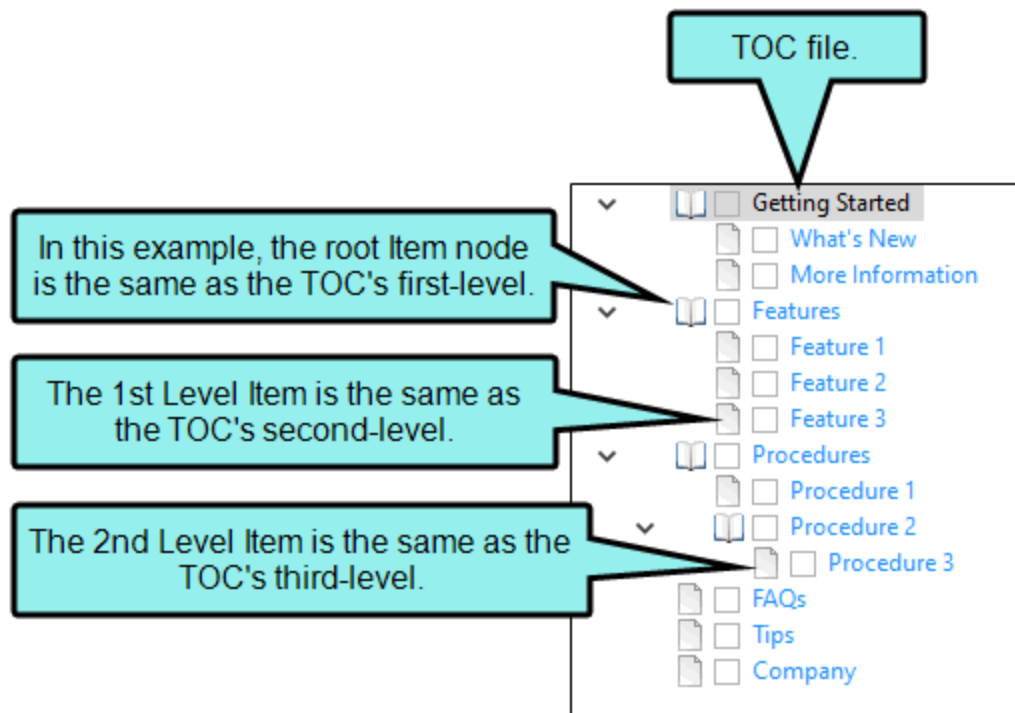 TOC file.
Getting Started
In this example, the root Item node
is the same as the TOC's first-level.
What's New
More Information
Features
Feature 1
The 1st Level Item is the same as
the TOC's second-level.
Feature 2
Feature 3
Procedures
Procedure 1
The 2nd Level Item is the same as the
TOC's third-level.
Procedure 2
Procedure 3
FAQs
Tips
Company